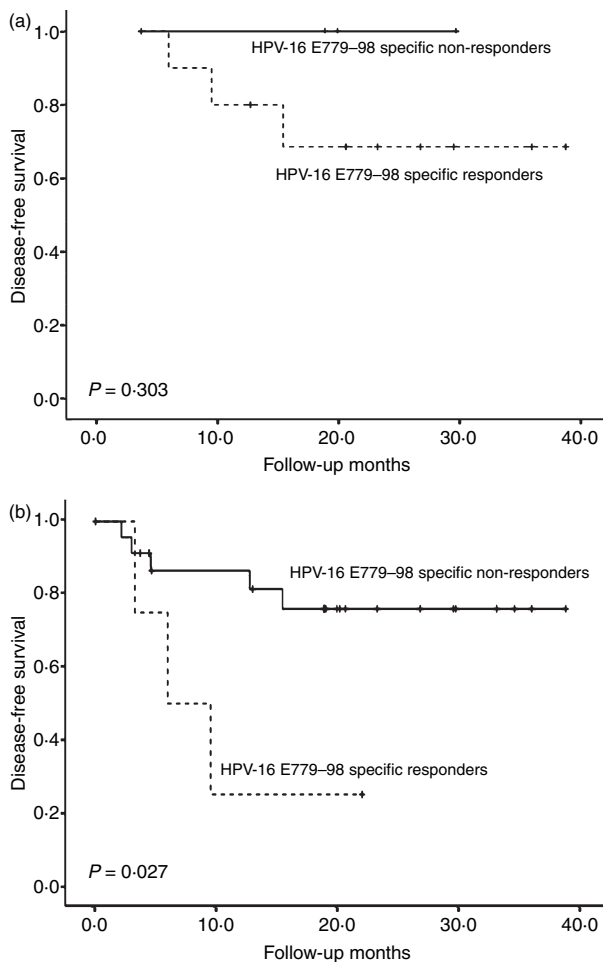 (a)
1·0
HPV-16 E779–98 specific non-responders
0·8
HPV-16 E779–98 specific responders
0·6
0·4
0·2
0·0
Disease-free survival
P = 0·303
0·0 10·0 20·0 30·0 40·0
Follow-up months
(b)
1·0
HPV-16 E779–98 specific non-responders
0·8
0·6
0·4
HPV-16 E779–98 specific responders
0·2
0·0
Disease-free survival
P = 0·027
0·0 10·0 20·0 30·0 40·0
Follow-up months